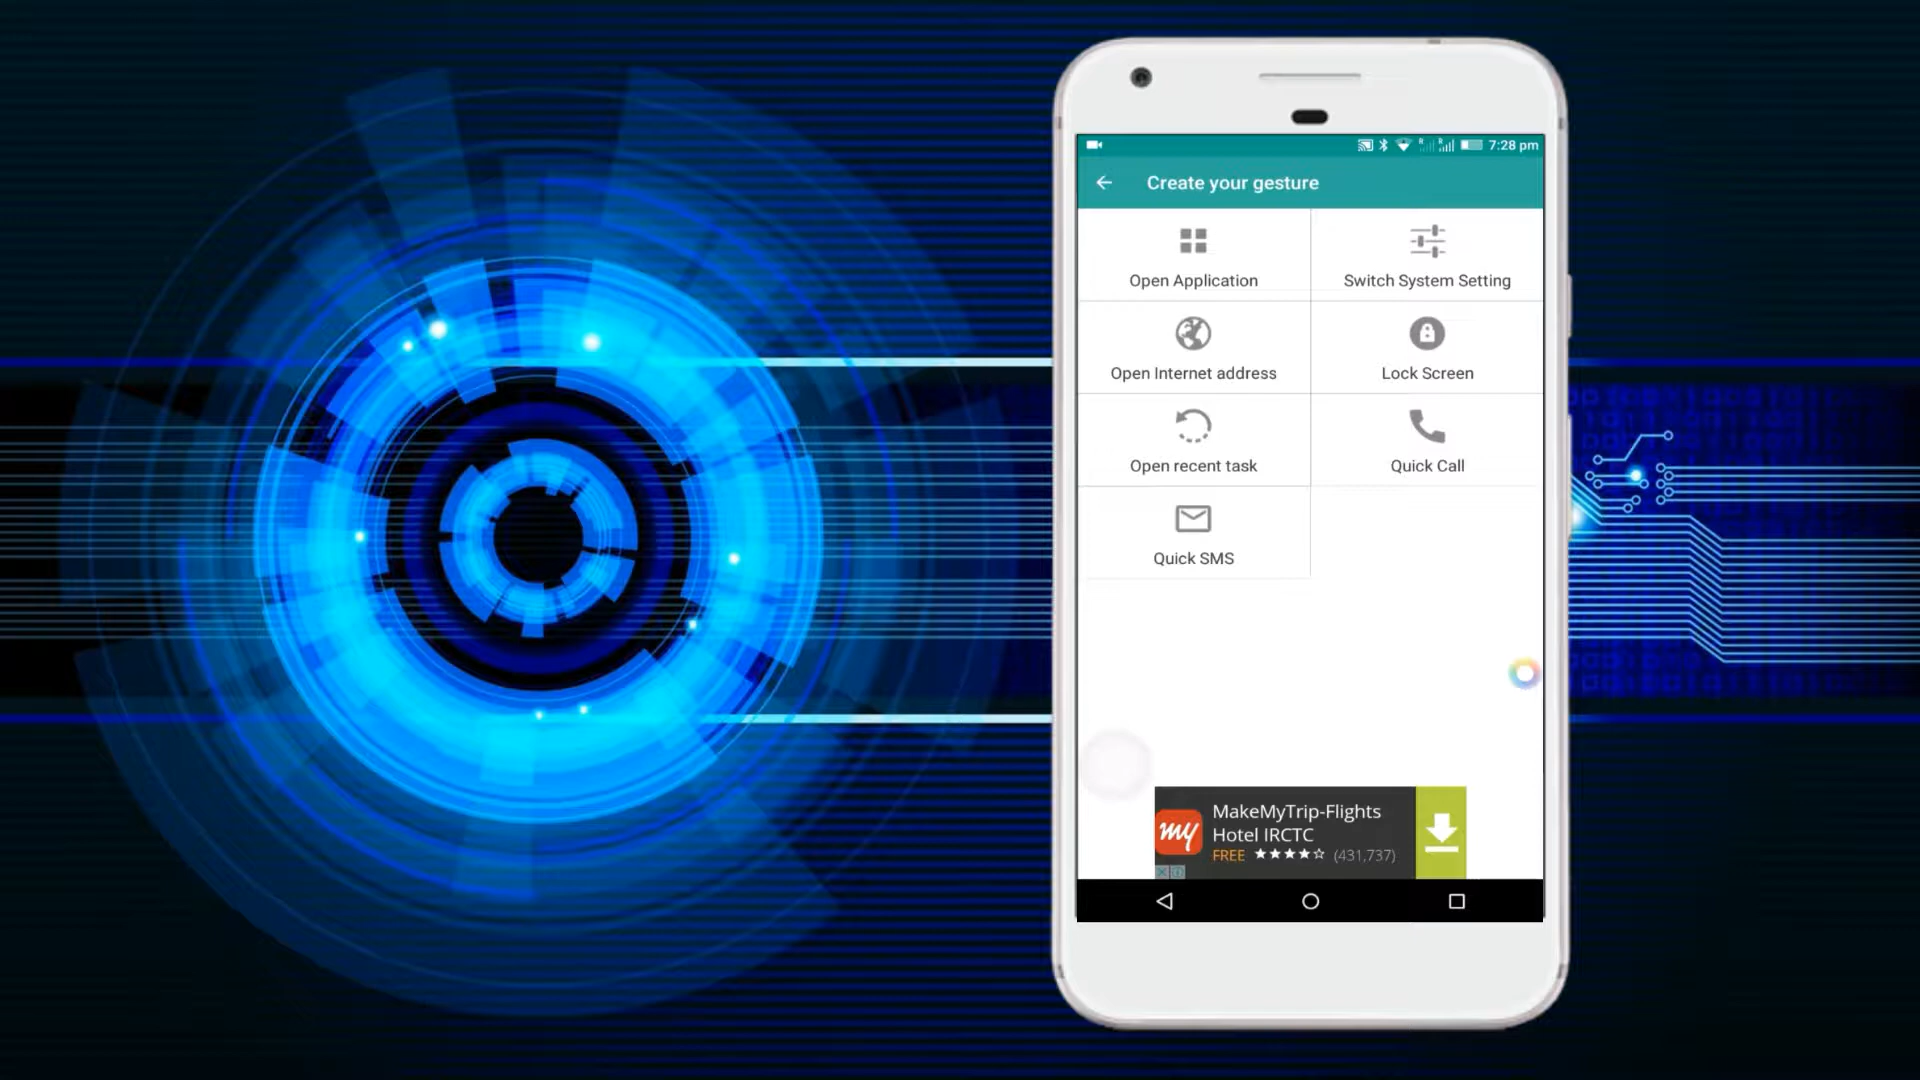 7:28 pm
Create your gesture
Open Application
Switch System Setting
Open Internet address
Lock Screen
Open recent task
Quick Call
Quick SMS
my
MakeMyTrip-Flights
Hotel IRCTC
FREE ★★★★☆ (431,737)